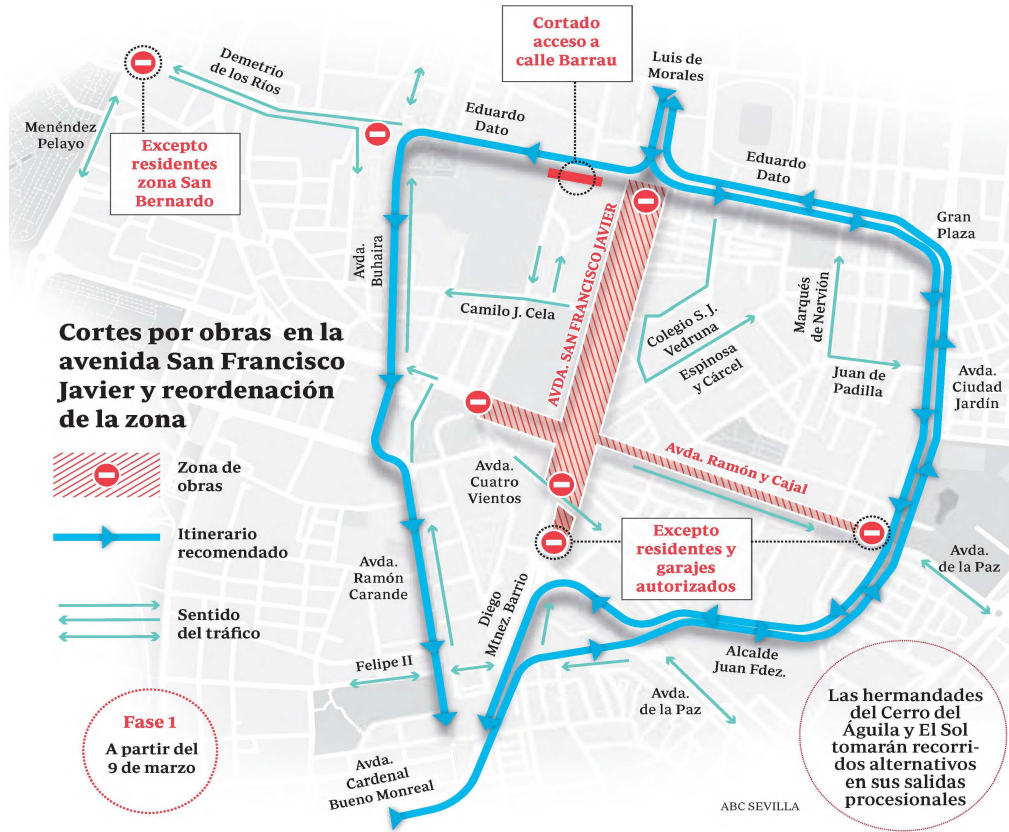 Cortado
acceso a
calle Barrau
Luis de
Morales
Demetrio
de los Ríos
Menéndez
Pelayo
Excepto
residentes
zona San
Bernardo
Eduardo
Dato
Eduardo
Dato
Gran
Plaza
Avda.
Buhaira
AVDA. SAN FRANCISCO JAVIER
Camilo J. Cela
Colegio S. J.
Vedruna
Espinosa
y Cárcel
Marqués
de Nervión
Juan de
Padilla
Avda.
Ciudad
Jardín
Cortes por obras en la
avenida San Francisco
Javier y reordenación
de la zona
Zona de
obras
Itinerario
recomendado
Sentido
del tráfico
Avda.
Cuatro
Vientos
Avda. Ramón y Cajal
Excepto
residentes y
garajes
autorizados
Avda.
de la Paz
Avda.
Ramón
Carande
Diego
Mtnez. Barrio
Felipe II
Alcalde
Juan Fdez.
Avda.
de la Paz
Avda.
Cardenal
Bueno Monreal
Fase 1
A partir del
9 de marzo
Las hermandades
del Cerro del
Águila y El Sol
tomarán recorri-
dos alternativos
en sus salidas
procesionales
ABC SEVILLA